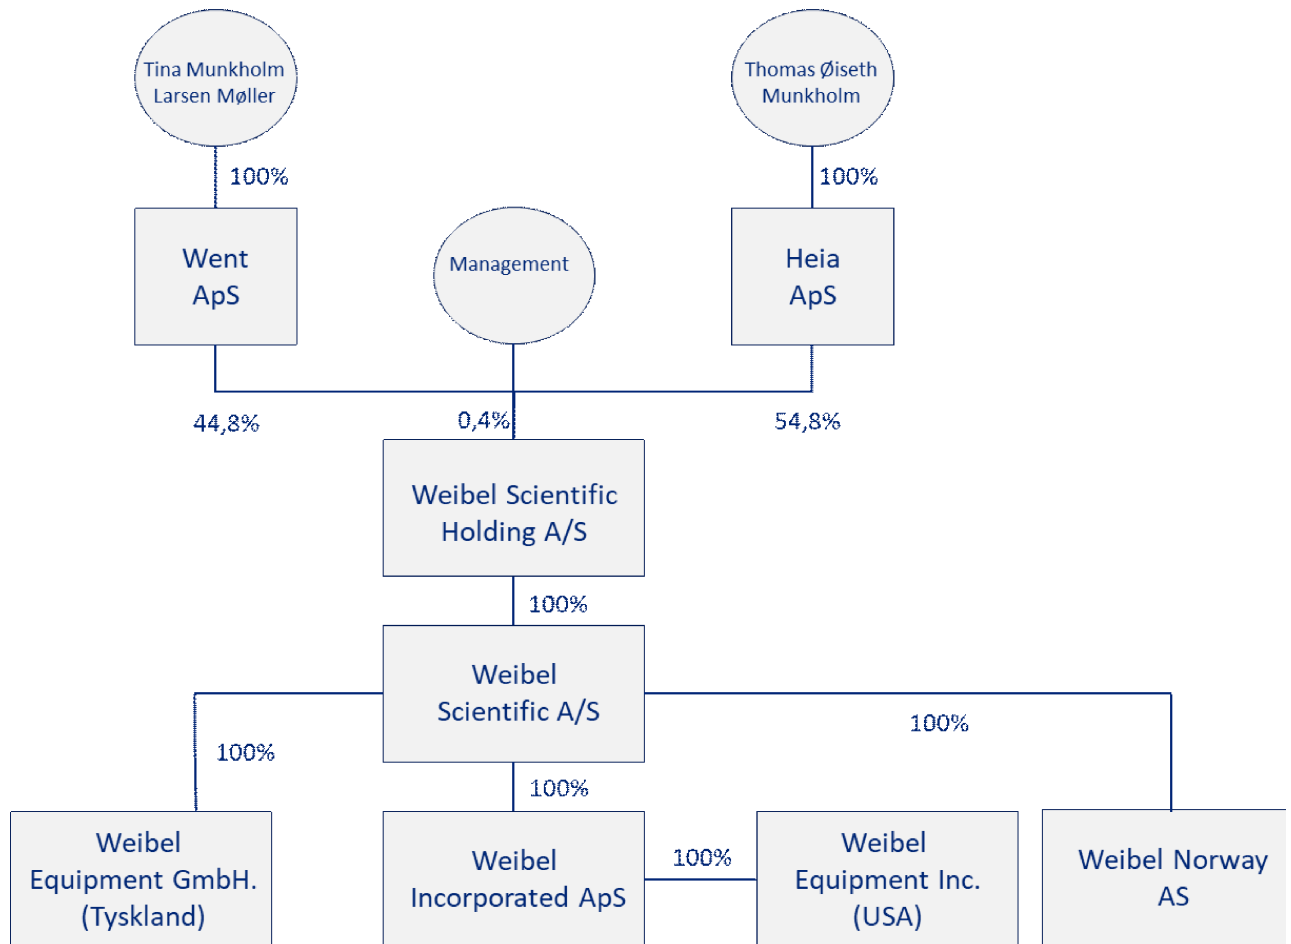 Tina Munkholm
Larsen Møller
Thomas Øiseth
Munkholm
100%
100%
Went
ApS
Management
Heia
ApS
44,8%
0,4%
54,8%
Weibel Scientific
Holding A/S
100%
Weibel
Scientific A/S
100%
100%
100%
Weibel
Equipment GmbH.
(Tyskland)
Weibel
Incorporated ApS
100%
Weibel
Equipment Inc.
(USA)
Weibel Norway
AS